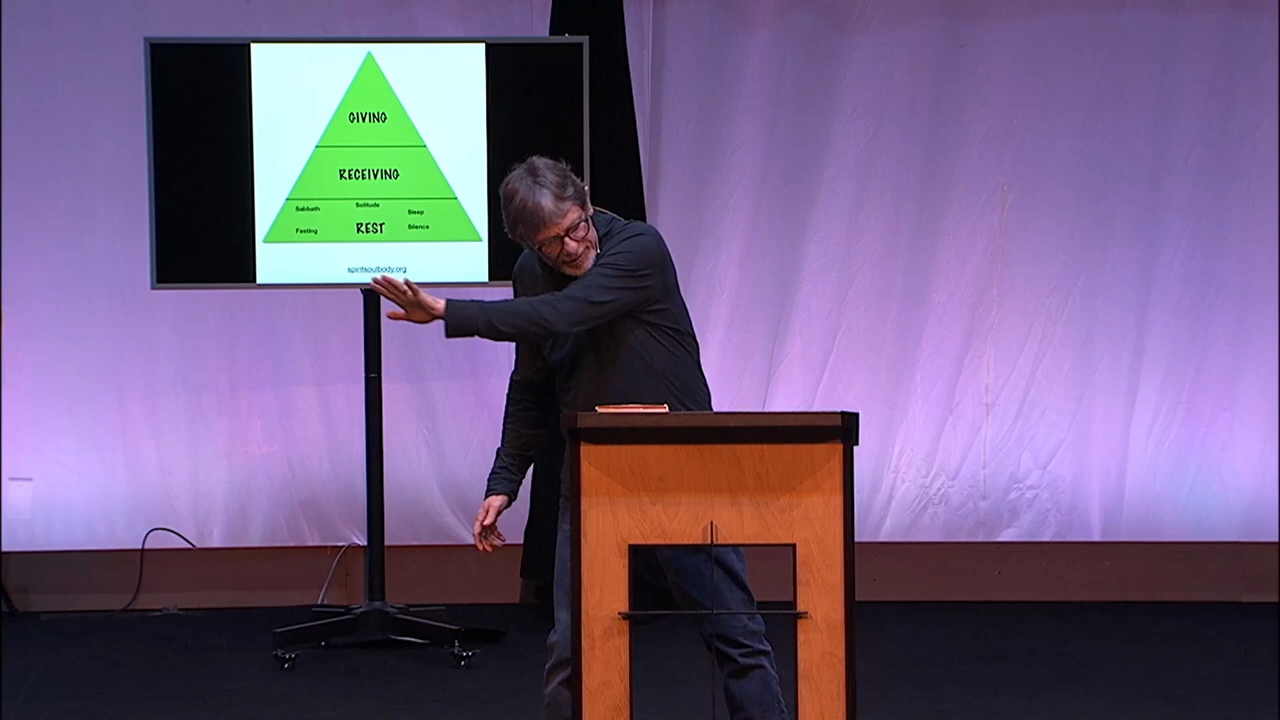 GIVING
RECEIVING
Sabbath Solitude Sleep
Fasting REST Silence
spiritsoulbody.org